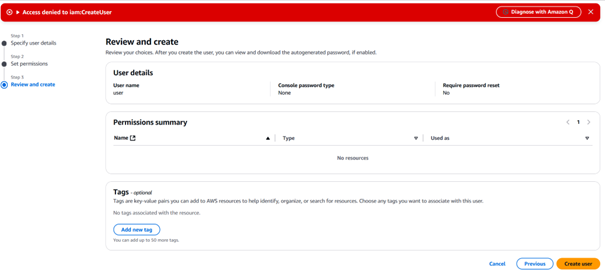 Access denied to iam:CreateUser
Diagnose with Amazon Q
Step 1
Specify user details
Step 2
Set permissions
Step 3
Review and create
Review and create
Review your choices. After you create the user, you can view and download the autogenerated password, if enabled.
User details
User name
user
Console password type
None
Require password reset
No
Permissions summary
1
Name
Type
Used as
No resources
Tags - optional
Tags are key-value pairs you can add to AWS resources to help identify, organize, or search for resources. Choose any tags you want to associate with this user.
No tags associated with the resource.
Add new tag
You can add up to 50 more tags.
Cancel
Previous
Create user